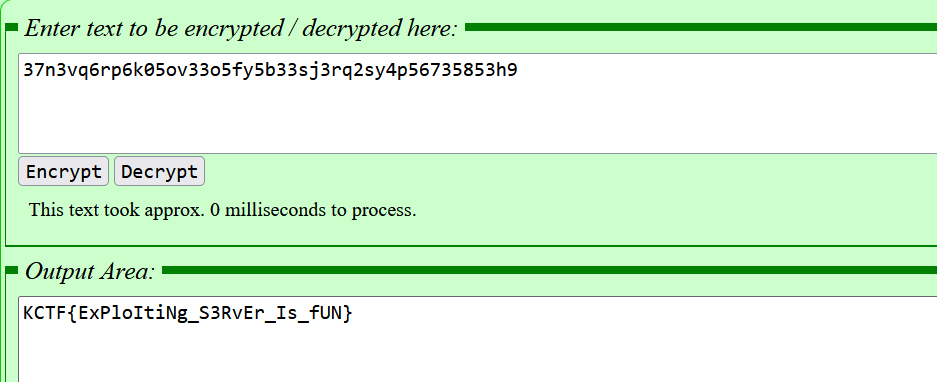 Enter text to be encrypted / decrypted here:
37n3vq6rp6k05ov33o5fy5b33sj3rq2sy4p56735853h9
Encrypt Decrypt
This text took approx. 0 milliseconds to process.
Output Area:
KCTF{ExPloItiNg_S3RvEr_Is_fUN}